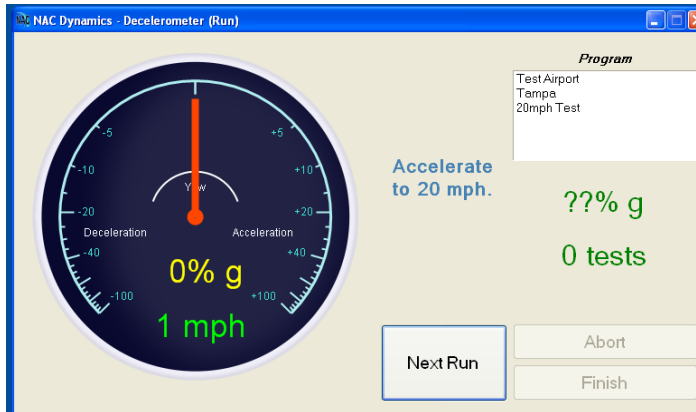 NAC NAC Dynamics - Decelerometer (Run)
Program
Test Airport
Tampa
20mph Test
-5
+5
-10
+10
Yaw
-20
+20
Deceleration
Acceleration
-40
+40
-100
+100
0% g
1 mph
Accelerate
to 20 mph.
??% g
0 tests
Next Run
Abort
Finish